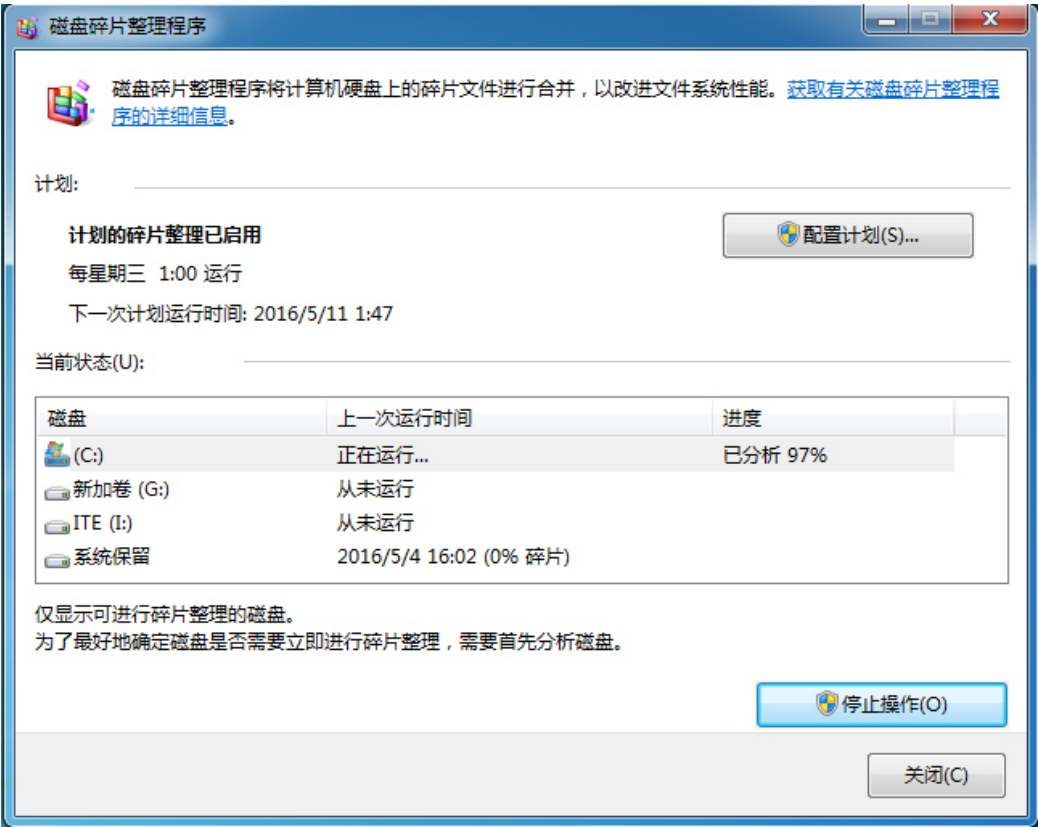 磁盘碎片整理程序
磁盘碎片整理程序将计算机硬盘上的碎片文件进行合并，以改进文件系统性能。获取有关磁盘碎片整理程
序的详细信息。
计划:
计划的碎片整理已启用
配置计划(S)...
每星期三 1:00 运行
下一次计划运行时间: 2016/5/11 1:47
当前状态(U):
磁盘 上一次运行时间 进度
(C:) 正在运行... 已分析 97%
新加卷 (G:) 从未运行
ITE (I:) 从未运行
系统保留 2016/5/4 16:02 (0% 碎片)
仅显示可进行碎片整理的磁盘。
为了最好地确定磁盘是否需要立即进行碎片整理，需要首先分析磁盘。
停止操作(O)
关闭(C)